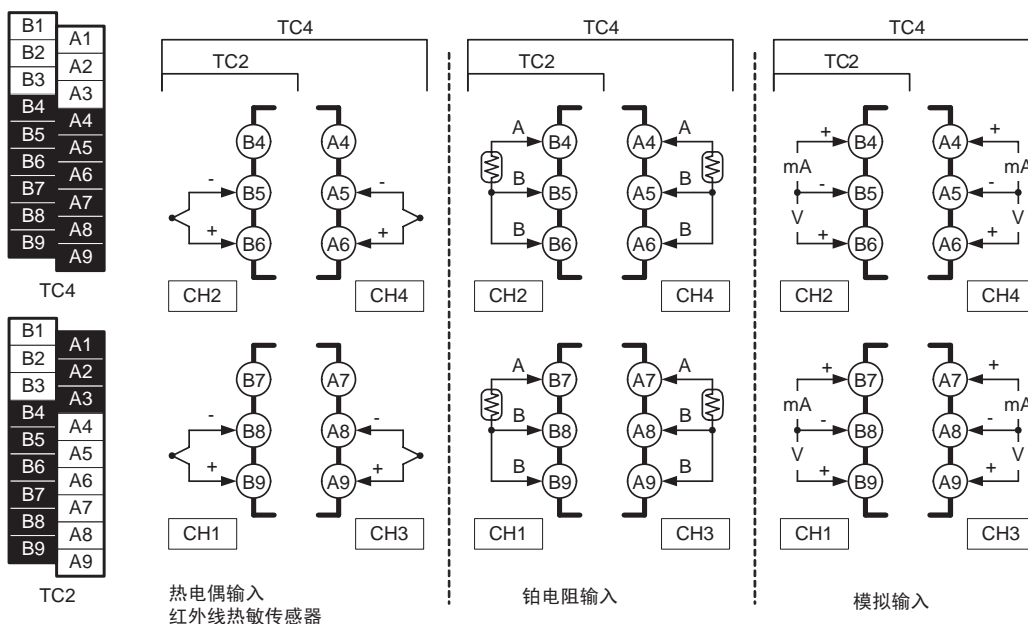 B1
A1
B2
A2
B3
A3
B4
A4
B5
A5
B6
A6
B7
A7
B8
A8
B9
A9
TC4
B1
A1
B2
A2
B3
A3
B4
A4
B5
A5
B6
A6
B7
A7
B8
A8
B9
A9
TC2
TC4
TC2
B4 A4
- B5 A5 -
+ B6 A6 +
CH2 CH4
B7 A7
- B8 A8 -
+ B9 A9 +
CH1 CH3
热电偶输入
红外线热敏传感器
TC4
TC2
A B4 A4 A
B B5 A5 B
B B6 A6 B
CH2 CH4
A B7 A7 A
B B8 A8 B
B B9 A9 B
CH1 CH3
铂电阻输入
TC4
TC2
+ B4 A4 +
mA mA
- B5 A5 -
V V
+ B6 A6 +
CH2 CH4
+ B7 A7 +
mA mA
- B8 A8 -
V V
+ B9 A9 +
CH1 CH3
模拟输入